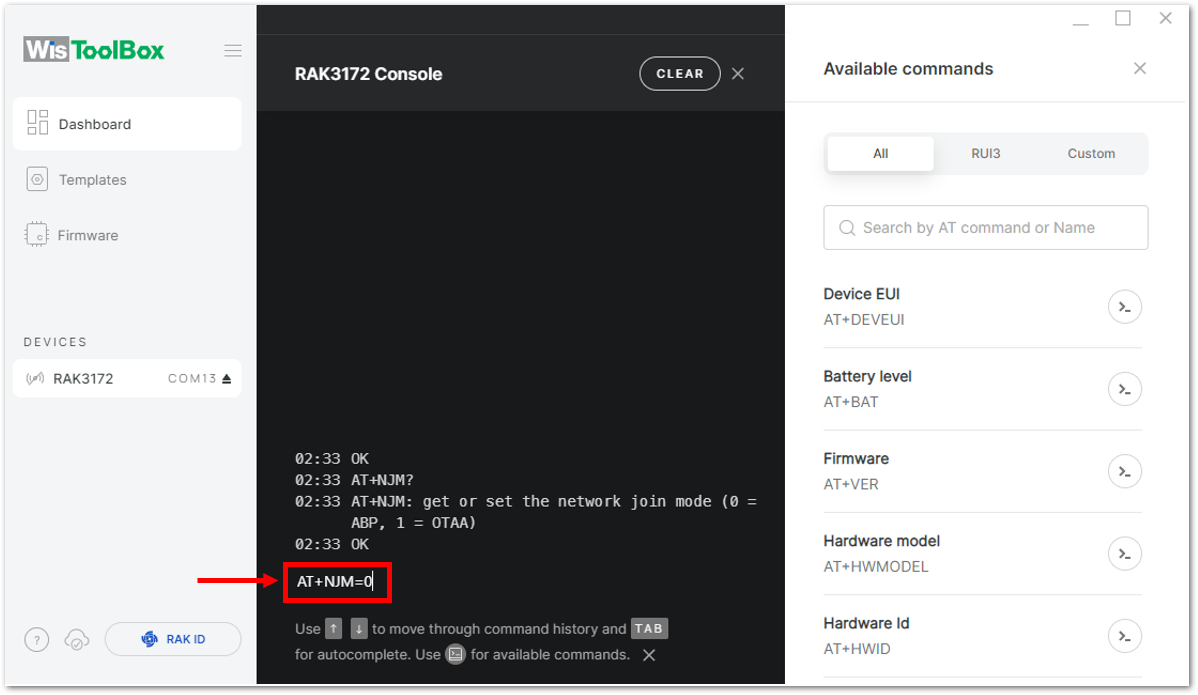 WisToolBox
Dashboard
Templates
Firmware
DEVICES
RAK3172 COM13
?
RAK ID
RAK3172 Console
CLEAR
02:33 OK
02:33 AT+NJM?
02:33 AT+NJM: get or set the network join mode (0 =
ABP, 1 = OTAA)
02:33 OK
AT+NJM=0
Use ↑ ↓ to move through command history and TAB
for autocomplete. Use for available commands.
Available commands
All RUI3 Custom
Search by AT command or Name
Device EUI
AT+DEVEUI
Battery level
AT+BAT
Firmware
AT+VER
Hardware model
AT+HWMODEL
Hardware Id
AT+HWID